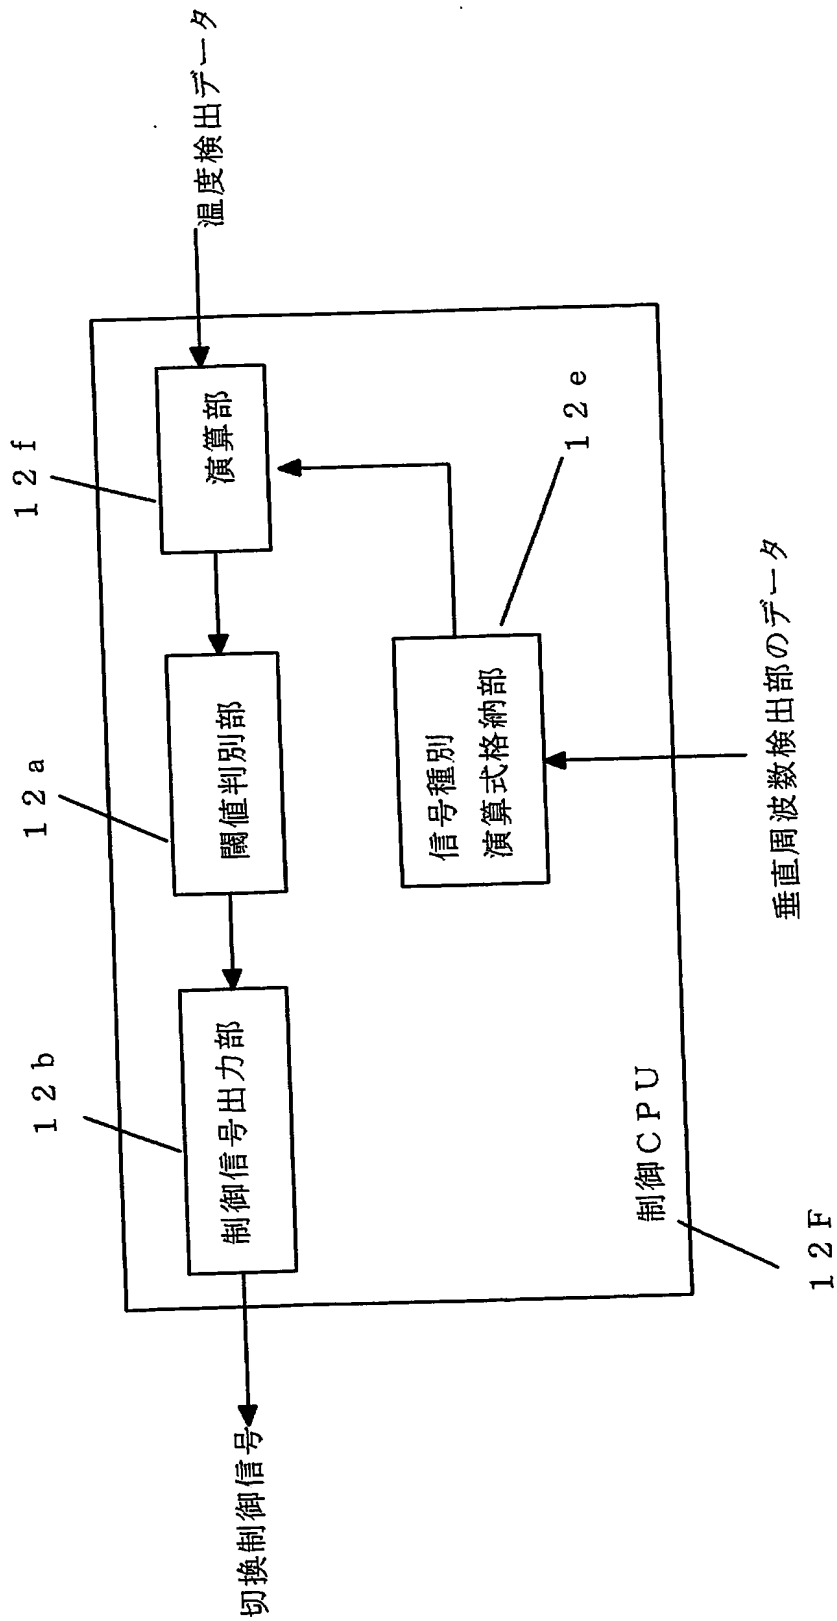 温度検出データ
12f
演算部
12a
閾値判別部
12b
制御信号出力部
切換制御信号
信号種別
演算式格納部
12e
垂直周波数検出部のデータ
制御CPU
12F